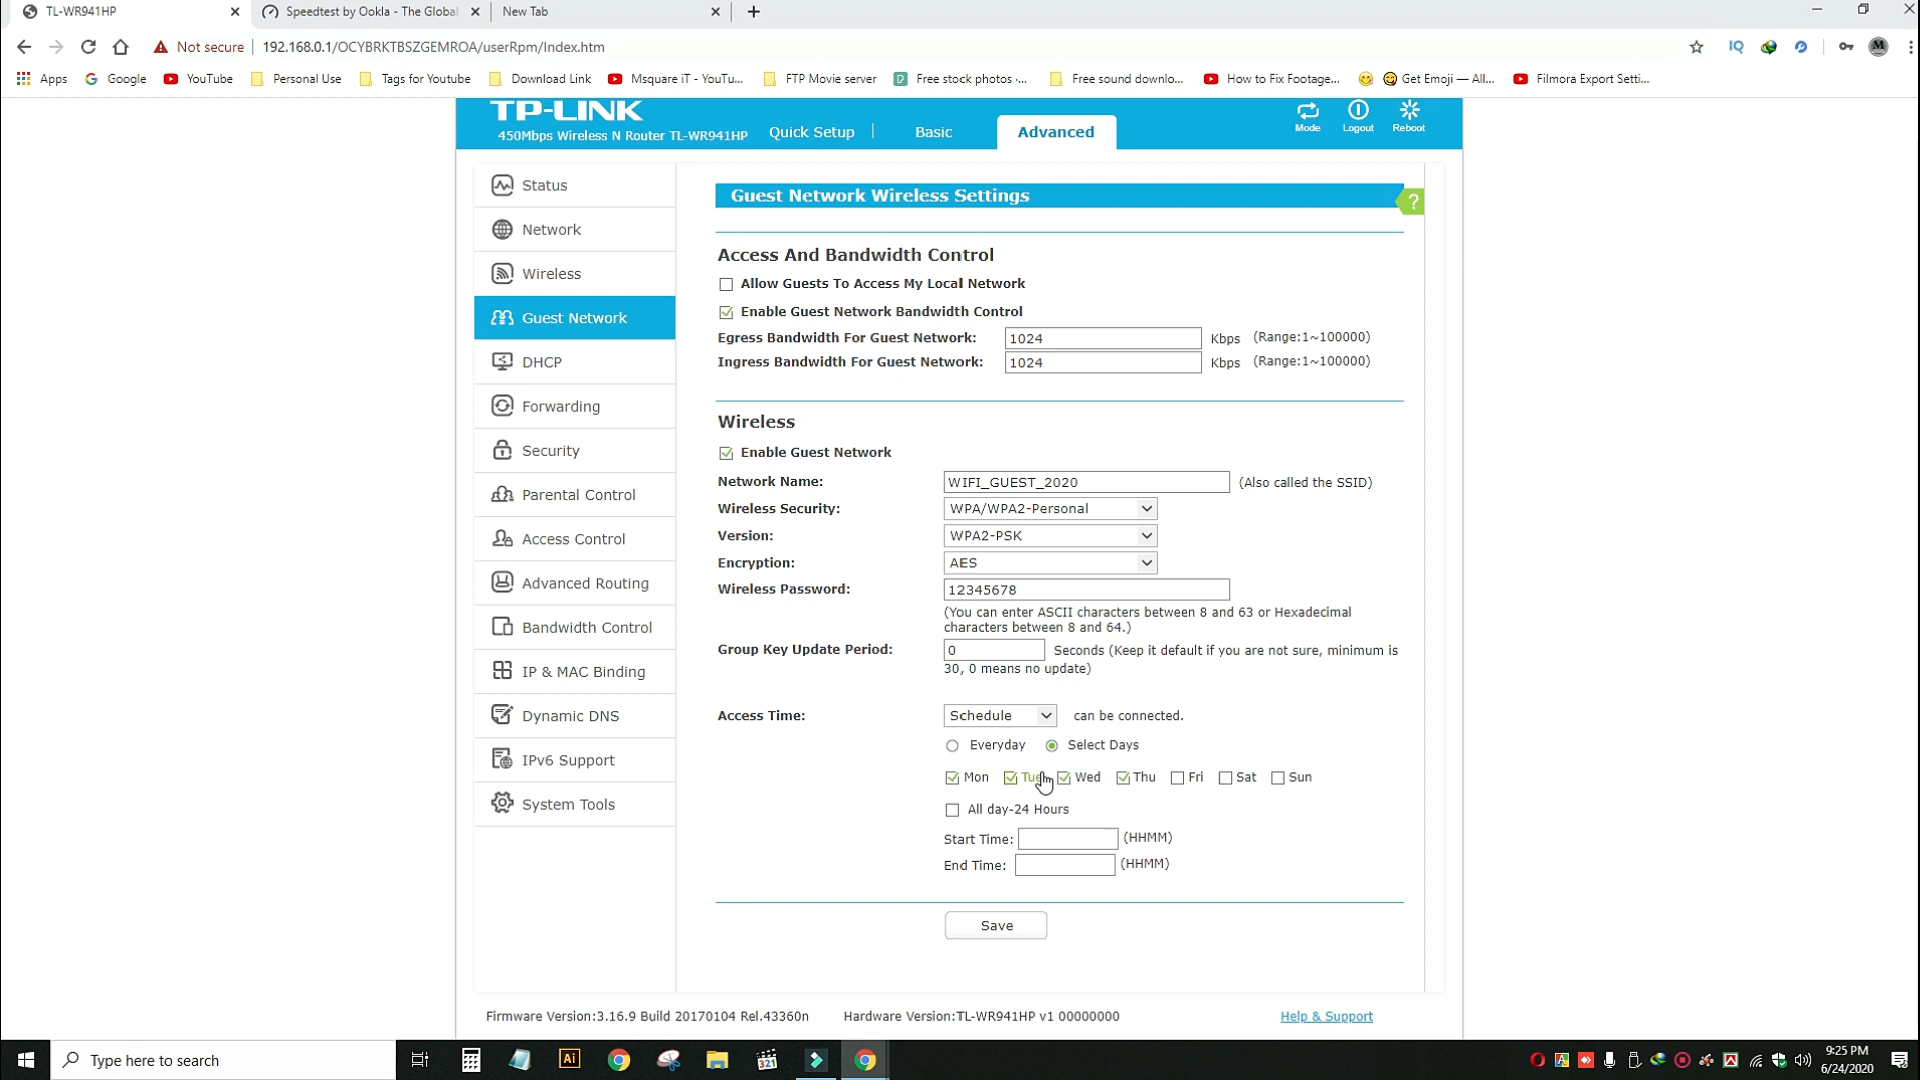 TL-WR941HP
Speedtest by Ookla - The Global
New Tab
Not secure
192.168.0.1/OCYBRKTBSZGEMROA/userRpm/Index.htm
IQ
M
Apps
Google
YouTube
Personal Use
Tags for Youtube
Download Link
Msquare iT - YouTu...
FTP Movie server
Free stock photos -...
Free sound downlo...
How to Fix Footage...
Get Emoji — All...
Filmora Export Setti...
TP-LINK
450Mbps Wireless N Router TL-WR941HP
Quick Setup
Basic
Advanced
Mode
Logout
Reboot
Status
Network
Wireless
Guest Network
DHCP
Forwarding
Security
Parental Control
Access Control
Advanced Routing
Bandwidth Control
IP & MAC Binding
Dynamic DNS
IPv6 Support
System Tools
Guest Network Wireless Settings
?
Access And Bandwidth Control
Allow Guests To Access My Local Network
Enable Guest Network Bandwidth Control
Egress Bandwidth For Guest Network: 1024 Kbps (Range:1~100000)
Ingress Bandwidth For Guest Network: 1024 Kbps (Range:1~100000)
Wireless
Enable Guest Network
Network Name: WIFI_GUEST_2020 (Also called the SSID)
Wireless Security: WPA/WPA2-Personal
Version: WPA2-PSK
Encryption: AES
Wireless Password: 12345678
(You can enter ASCII characters between 8 and 63 or Hexadecimal
characters between 8 and 64.)
Group Key Update Period: 0 Seconds (Keep it default if you are not sure, minimum is
30, 0 means no update)
Access Time: Schedule can be connected.
Everyday Select Days
Mon Tue Wed Thu Fri Sat Sun
All day-24 Hours
Start Time: (HHMM)
End Time: (HHMM)
Save
Firmware Version:3.16.9 Build 20170104 Rel.43360n
Hardware Version:TL-WR941HP v1 00000000
Help & Support
Type here to search
Ai
321
9:25 PM
6/24/2020